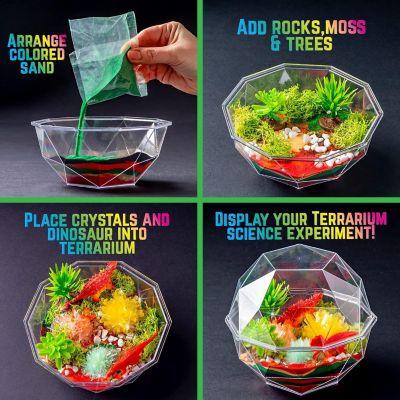 ARRANGE
COLORED
SAND
ADD ROCKS,MOSS
& TREES
PLACE CRYSTALS AND
DINOSAUR INTO
TERRARIUM
DISPLAY YOUR TERRARIUM
SCIENCE EXPERIMENT!